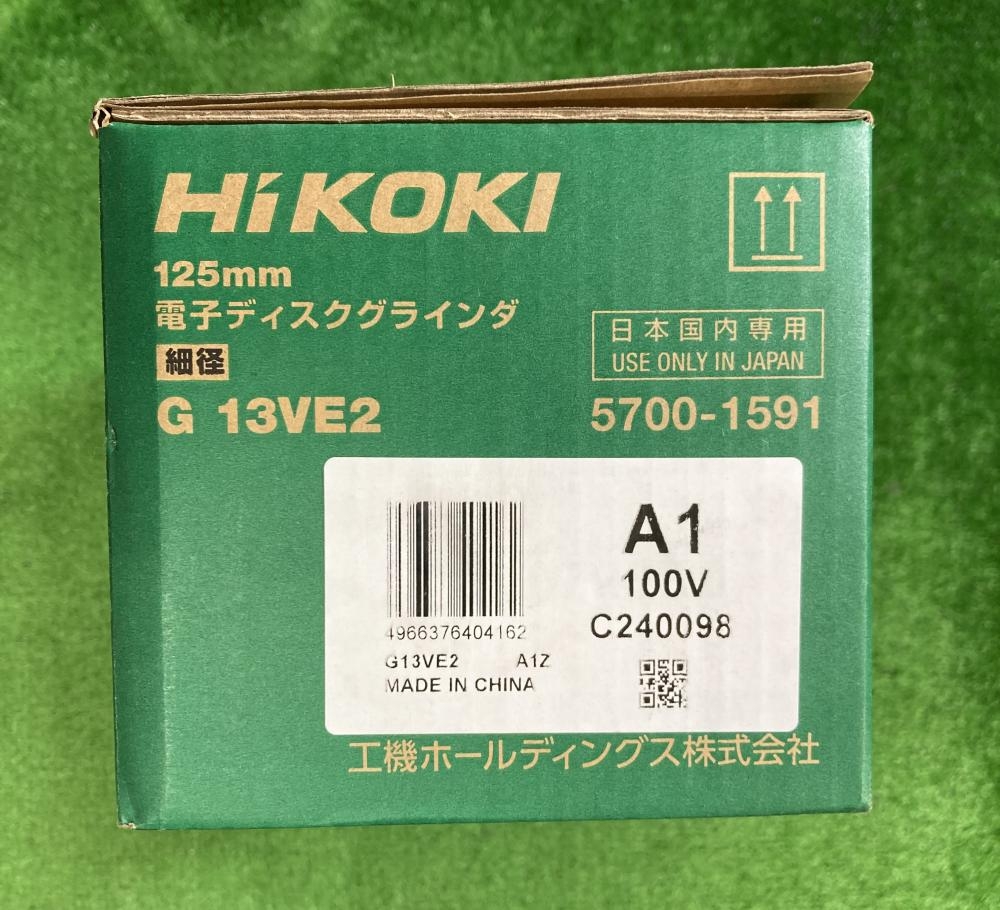 HiKOKI
125mm
電子ディスクグラインダ
細径
G 13VE2
日本国内専用
USE ONLY IN JAPAN
5700-1591
A1
100V
C240098
4966376404162
G13VE2 A1Z
MADE IN CHINA
工機ホールディングス株式会社